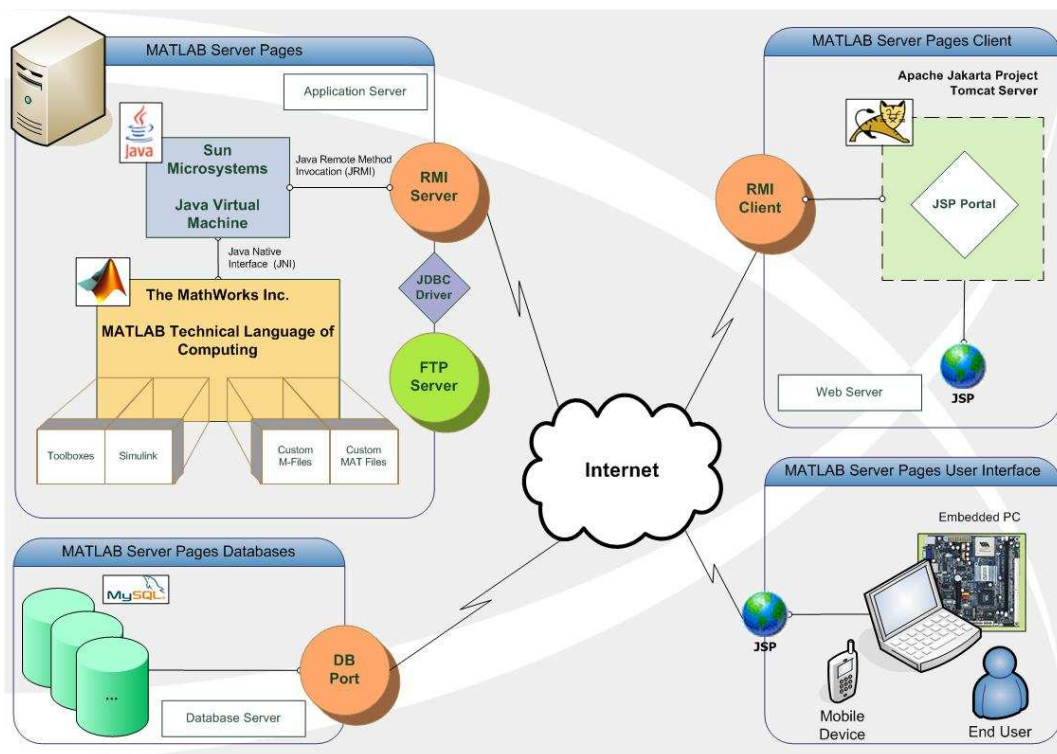 MATLAB Server Pages
Application Server
Java
Sun
Microsystems
Java Virtual
Machine
Java Remote Method
Invocation (JRMI)
RMI
Server
Java Native
Interface (JNI)
JDBC
Driver
The MathWorks Inc.
MATLAB Technical Language of
Computing
FTP
Server
Toolboxes
Simulink
Custom
M-Files
Custom
MAT Files
MATLAB Server Pages Client
Apache Jakarta Project
Tomcat Server
RMI
Client
JSP Portal
JSP
Web Server
Internet
MATLAB Server Pages Databases
MySQL
...
DB
Port
Database Server
MATLAB Server Pages User Interface
Embedded PC
JSP
Mobile
Device
End User